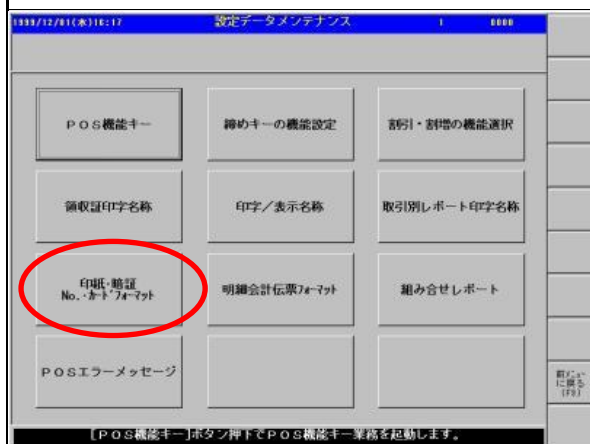 1999/12/01(水)16:17 設定データメンテナンス 1 0000
POS機能キー 締めキーの機能設定 割引・割増の機能選択
領収証印字名称 印字／表示名称 取引別レポート印字名称
印紙・暗証
No.・カードフォーマット 明細会計伝票フォーマット 組み合せレポート
POSエラーメッセージ
前メニュー
に戻る
(F9)
[POS機能キー]ボタン押下でPOS機能キー業務を起動します。